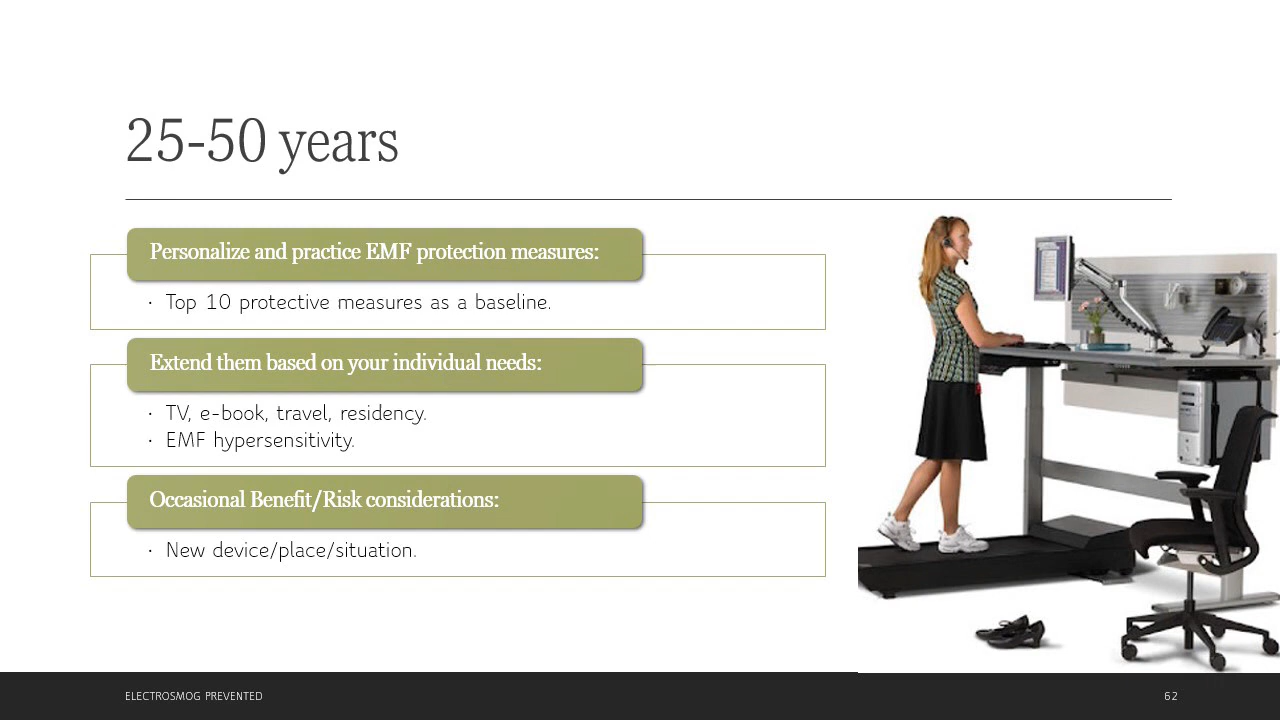 25-50 years
Personalize and practice EMF protection measures:
· Top 10 protective measures as a baseline.
Extend them based on your individual needs:
· TV, e-book, travel, residency.
· EMF hypersensitivity.
Occasional Benefit/Risk considerations:
· New device/place/situation.
ELECTROSMOG PREVENTED
62